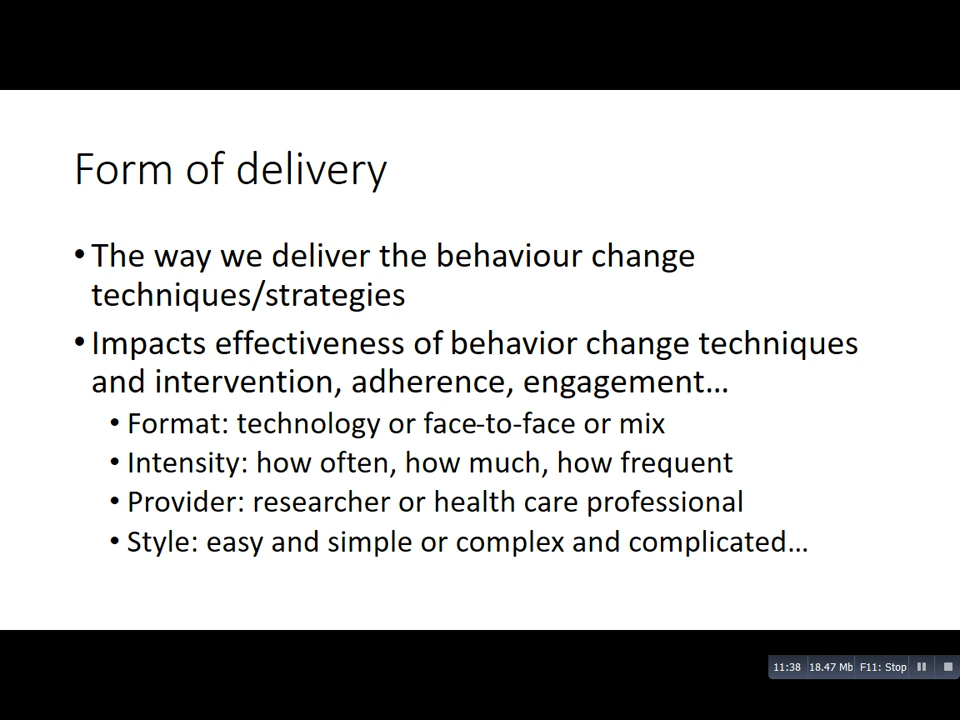 Form of delivery
• The way we deliver the behaviour change
techniques/strategies
• Impacts effectiveness of behavior change techniques
and intervention, adherence, engagement…
• Format: technology or face-to-face or mix
• Intensity: how often, how much, how frequent
• Provider: researcher or health care professional
• Style: easy and simple or complex and complicated…
11:38 18.47 Mb F11: Stop